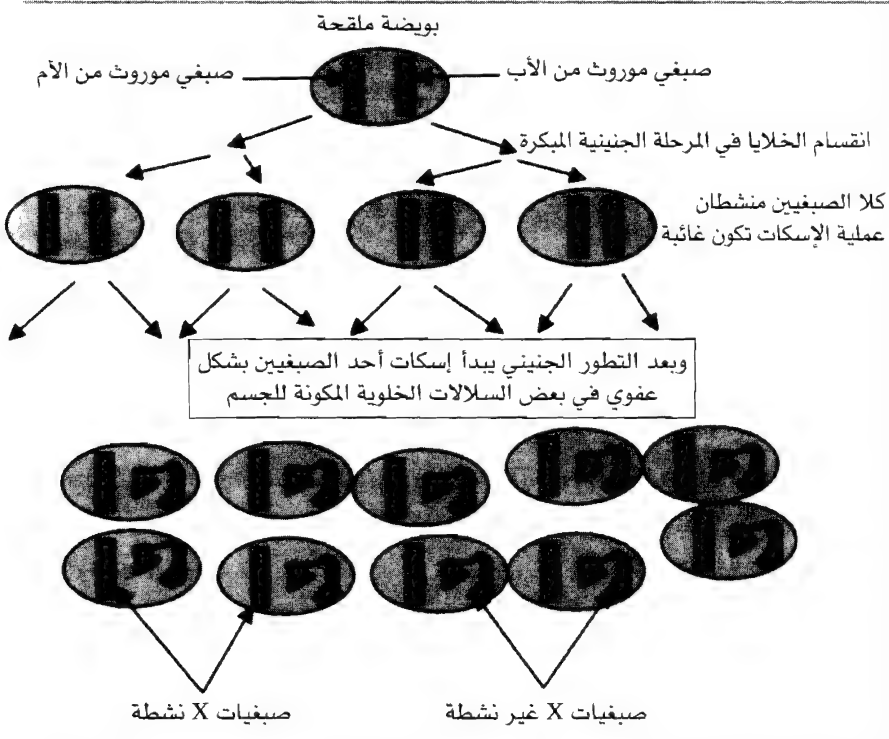 بويضة ملقحة
صبغي موروث من الأب
صبغي موروث من الأم
انقسام الخلايا في المرحلة الجنينية المبكرة
كلا الصبغيين منشطان
عملية الإسكات تكون غائبة
وبعد التطور الجنيني يبدأ إسكات أحد الصبغيين بشكل
عفوي في بعض السلالات الخلوية المكونة للجسم
صبغيات X غير نشطة
صبغيات X نشطة